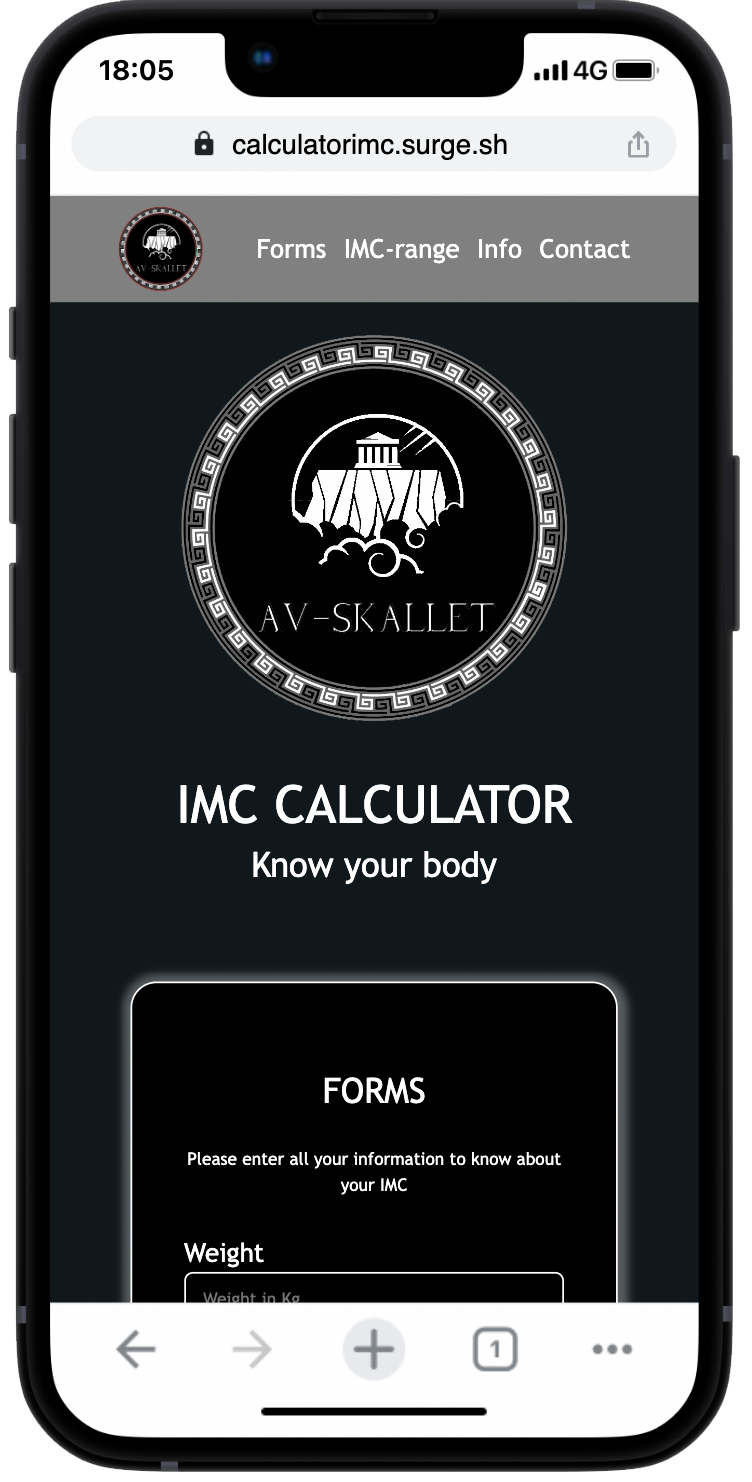 18:05 4G
calculatorimc.surge.sh
AV-SKALLET Forms IMC-range Info Contact
AV-SKALLET
IMC CALCULATOR
Know your body
FORMS
Please enter all your information to know about
your IMC
Weight
Weight in Kg
1